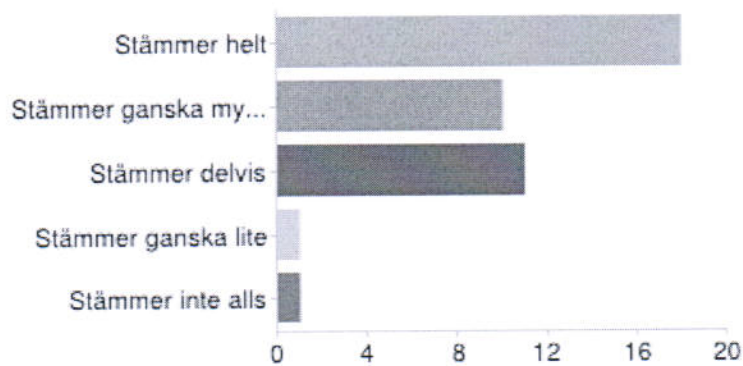 Stämmer helt
Stämmer ganska my...
Stämmer delvis
Stämmer ganska lite
Stämmer inte alls
0 4 8 12 16 20